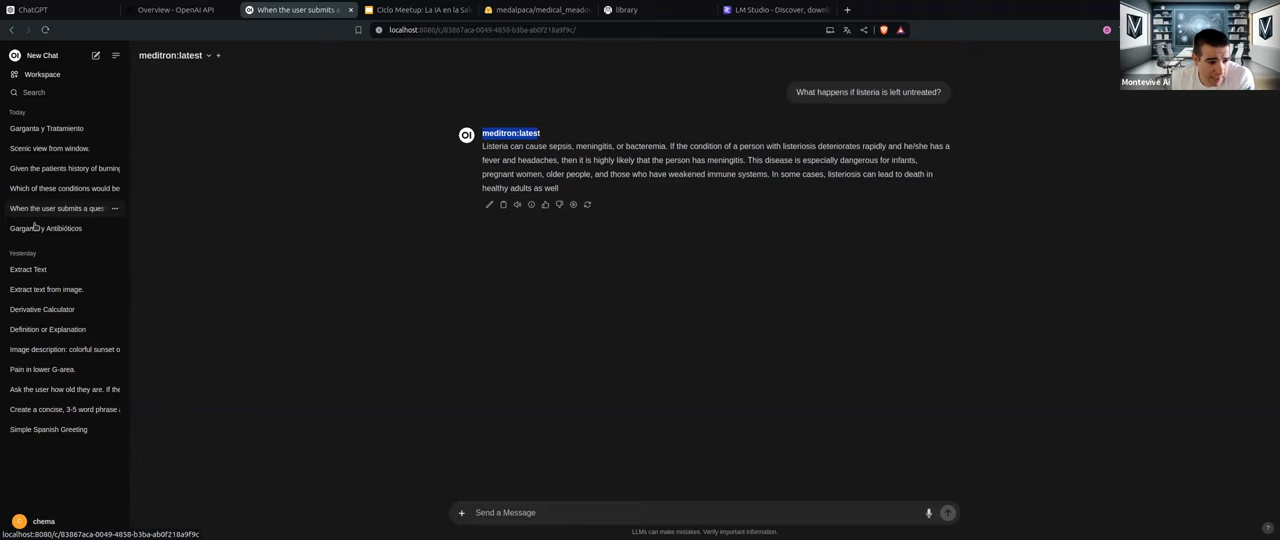 ChatGPT
Overview - OpenAI API
When the user submits a
Ciclo Meetup: La IA en la Sal
medalpaca/medical_meadow
library
LM Studio - Discover, downl
localhost:8080/c/83867aca-0049-4858-b3ba-ab0f218a9f9c/
New Chat
Workspace
Search
Today
Garganta y Tratamiento
Scenic view from window.
Given the patients history of burning
Which of these conditions would be
When the user submits a ques
Garganta y Antibióticos
Yesterday
Extract Text
Extract text from image.
Derivative Calculator
Definition or Explanation
Image description: colorful sunset o
Pain in lower G-area.
Ask the user how old they are. If the
Create a concise, 3-5 word phrase
Simple Spanish Greeting
chema
localhost:8080/c/83867aca-0049-4858-b3ba-ab0f218a9f9c
meditron:latest
What happens if listeria is left untreated?
OI
meditron:latest
Listeria can cause sepsis, meningitis, or bacteremia. If the condition of a person with listeriosis deteriorates rapidly and he/she has a
fever and headaches, then it is highly likely that the person has meningitis. This disease is especially dangerous for infants,
pregnant women, older people, and those who have weakened immune systems. In some cases, listeriosis can lead to death in
healthy adults as well
Send a Message
LLMs can make mistakes. Verify important information.
Montevive Ai